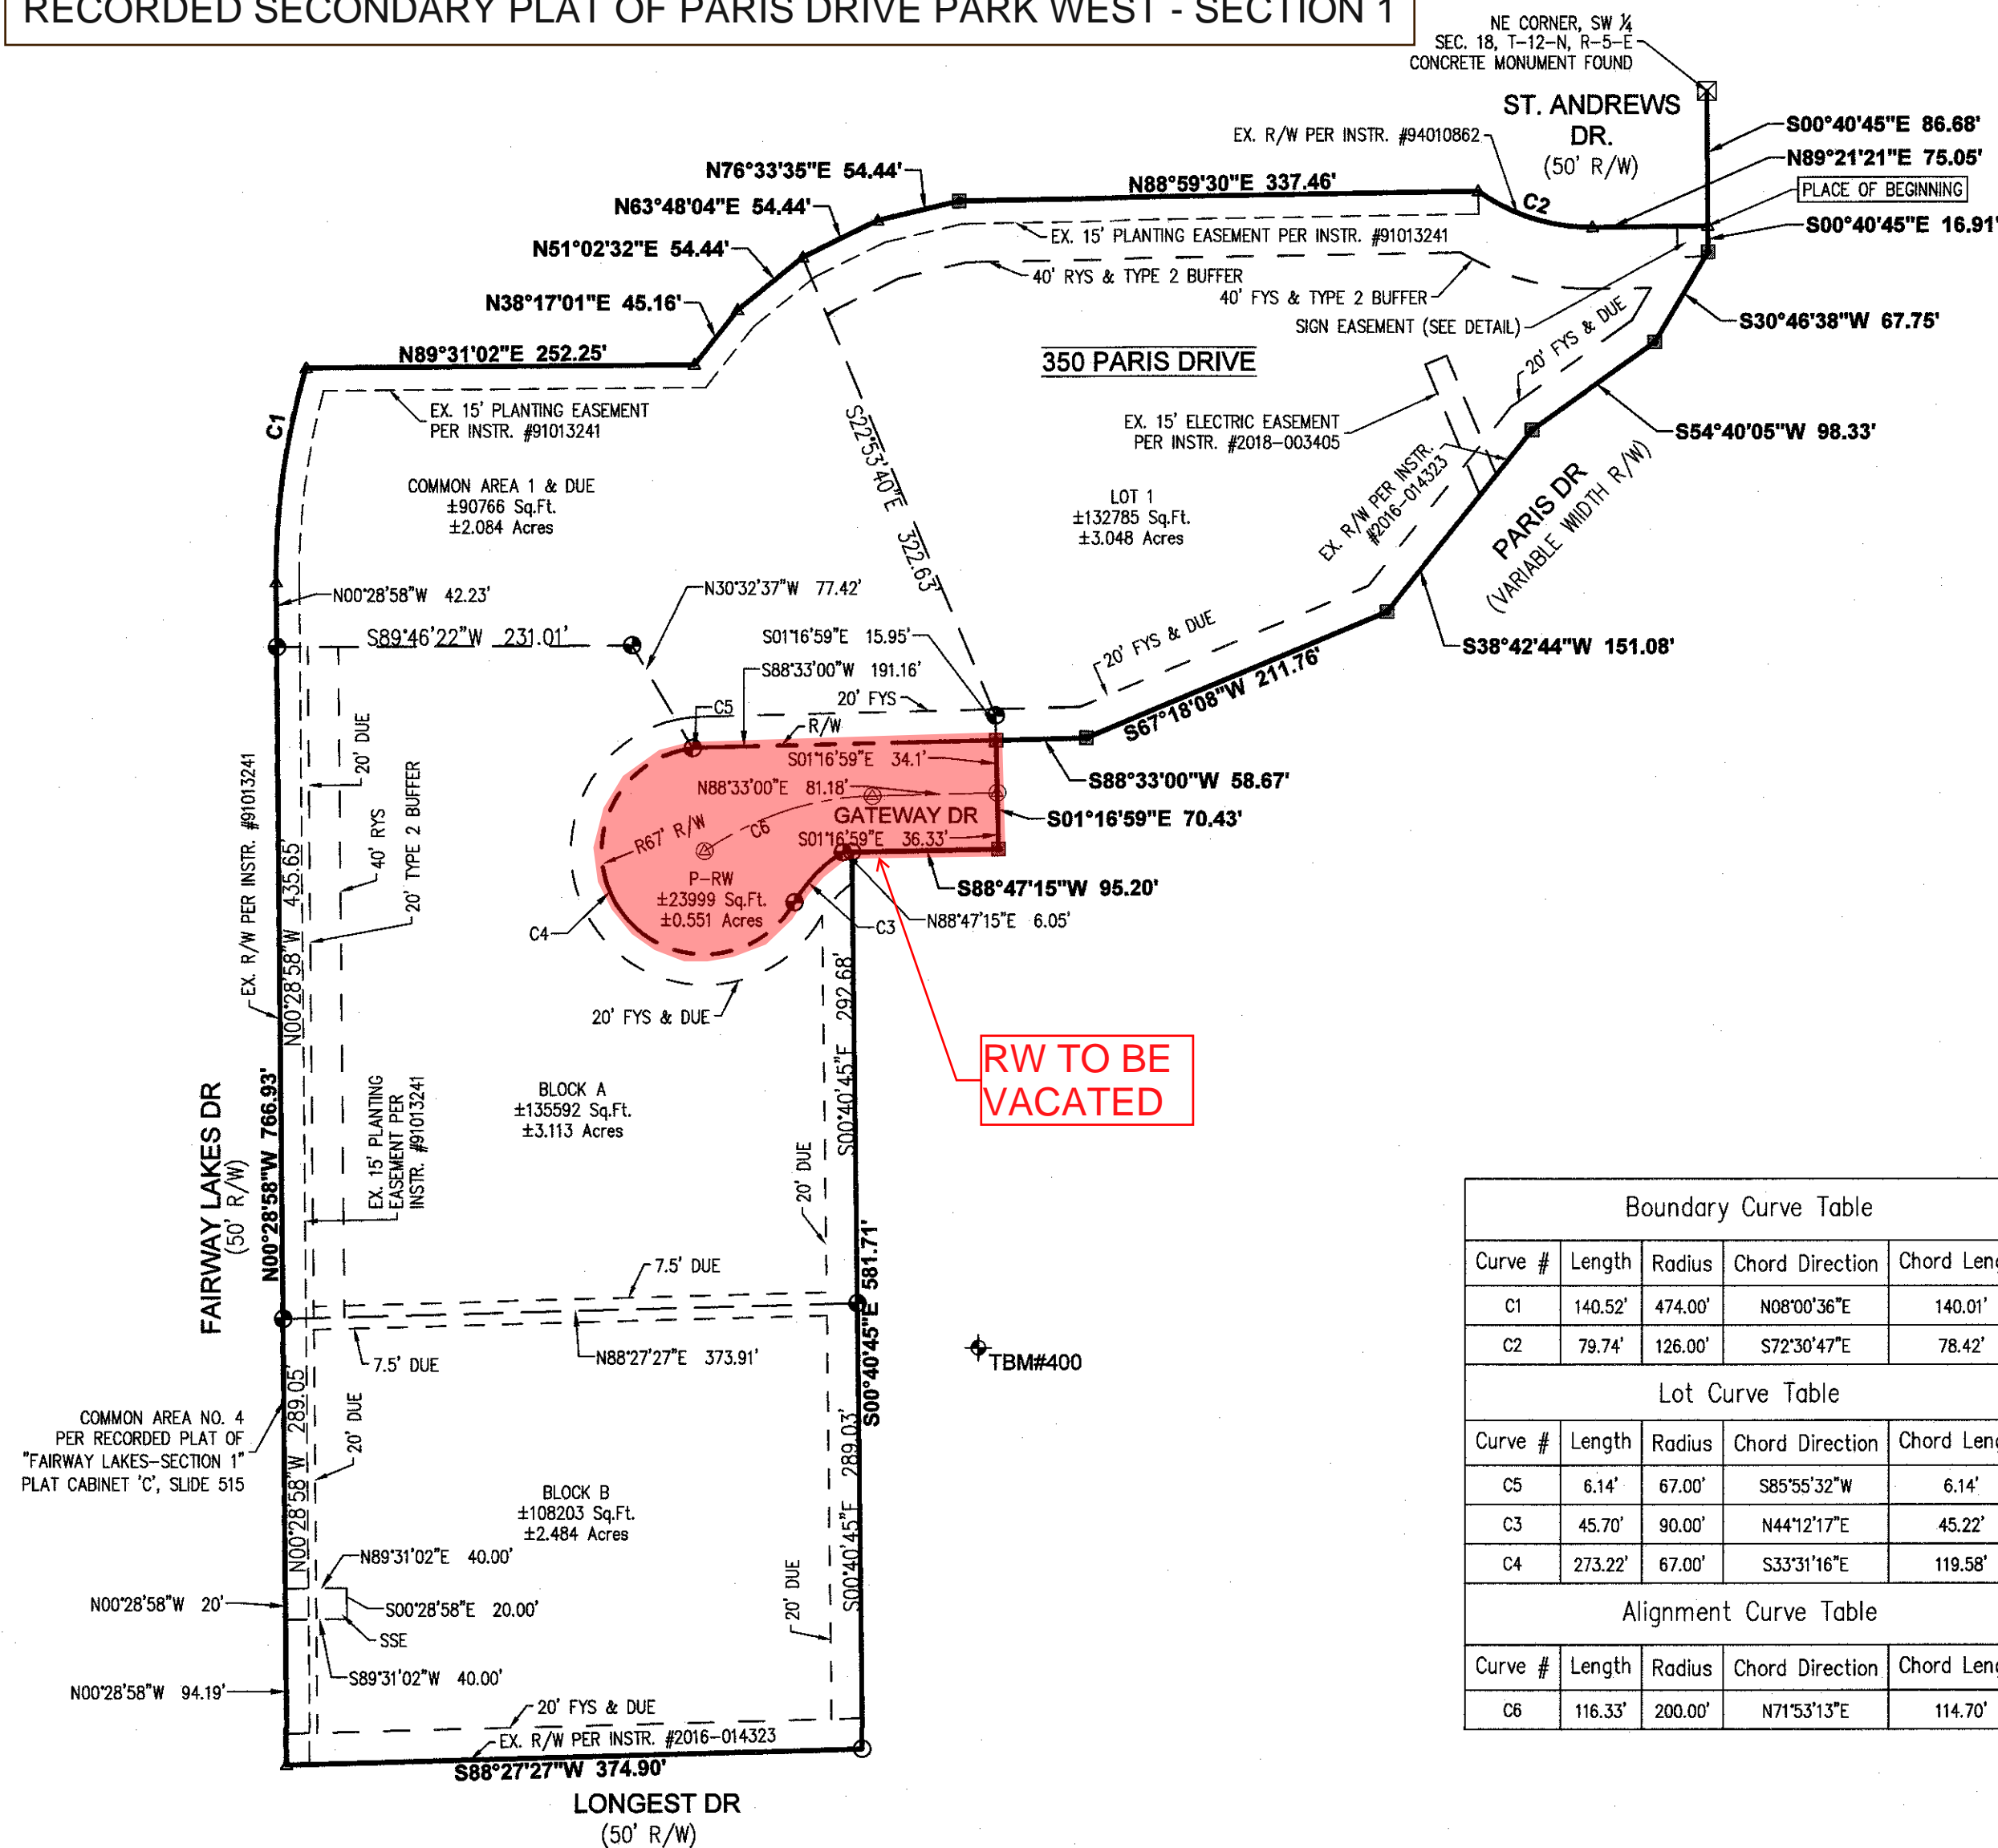 RECORDED SECONDARY PLAT OF PARIS DRIVE PARK WEST - SECTION 1
NE CORNER, SW ¼
SEC. 18, T-12-N, R-5-E
CONCRETE MONUMENT FOUND
ST. ANDREWS
DR.
(50' R/W)
S00°40'45"E 86.68'
N89°21'21"E 75.05'
PLACE OF BEGINNING
S00°40'45"E 16.91'
EX. R/W PER INSTR. #94010862
N76°33'35"E 54.44'
N88°59'30"E 337.46'
C2
N63°48'04"E 54.44'
EX. 15' PLANTING EASEMENT PER INSTR. #91013241
N51°02'32"E 54.44'
40' RYS & TYPE 2 BUFFER
40' FYS & TYPE 2 BUFFER
N38°17'01"E 45.16'
SIGN EASEMENT (SEE DETAIL)
20' FYS & DUE
S30°46'38"W 67.75'
N89°31'02"E 252.25'
350 PARIS DRIVE
C1
EX. 15' PLANTING EASEMENT
PER INSTR. #91013241
S22°53'40"E 322.63'
EX. 15' ELECTRIC EASEMENT
PER INSTR. #2018-003405
S54°40'05"W 98.33'
EX. R/W PER INSTR.
#2016-014323
PARIS DR
(VARIABLE WIDTH R/W)
COMMON AREA 1 & DUE
±90766 Sq.Ft.
±2.084 Acres
LOT 1
±132785 Sq.Ft.
±3.048 Acres
N00°28'58"W 42.23'
N30°32'37"W 77.42'
S89°46'22"W 231.01'
S01°16'59"E 15.95'
20' FYS & DUE
S38°42'44"W 151.08'
S88°33'00"W 191.16'
S67°18'08"W 211.76'
20' FYS
C5
R/W
S01°16'59"E 34.1'
S88°33'00"W 58.67'
N88°33'00"E 81.18'
GATEWAY DR
S01°16'59"E 70.43'
R67' R/W
C6
S01°16'59"E 36.33'
P-RW
±23999 Sq.Ft.
±0.551 Acres
S88°47'15"W 95.20'
N88°47'15"E 6.05'
C4
C3
20' FYS & DUE
EX. R/W PER INSTR. #91013241
N00°28'58"W 435.65'
20' DUE
40' RYS
20' TYPE 2 BUFFER
S00°40'45"E 292.68'
RW TO BE
VACATED
BLOCK A
±135592 Sq.Ft.
±3.113 Acres
FAIRWAY LAKES DR
(50' R/W)
N00°28'58"W 766.93'
EX. 15' PLANTING
EASEMENT PER
INSTR. #91013241
20' DUE
S00°40'45"E 581.71'
7.5' DUE
N88°27'27"E 373.91'
7.5' DUE
TBM#400
COMMON AREA NO. 4
PER RECORDED PLAT OF
"FAIRWAY LAKES-SECTION 1"
PLAT CABINET 'C', SLIDE 515
N00°28'58"W 289.05'
20' DUE
BLOCK B
±108203 Sq.Ft.
±2.484 Acres
S00°40'45"E 289.03'
20' DUE
N89°31'02"E 40.00'
N00°28'58"W 20'
S00°28'58"E 20.00'
SSE
S89°31'02"W 40.00'
N00°28'58"W 94.19'
20' FYS & DUE
EX. R/W PER INSTR. #2016-014323
S88°27'27"W 374.90'
LONGEST DR
(50' R/W)
Boundary Curve Table
Curve # Length Radius Chord Direction Chord
C1 140.52' 474.00' N08°00'36"E 140.01'
C2 79.74' 126.00' S72°30'47"E 78.42'
Lot Curve Table
Curve # Length Radius Chord Direction Chord
C5 6.14' 67.00' S85°55'32"W 6.14'
C3 45.70' 90.00' N44°12'17"E 45.22'
C4 273.22' 67.00' S33°31'16"E 119.58'
Alignment Curve Table
Curve # Length Radius Chord Direction Chord
C6 116.33' 200.00' N71°53'13"E 114.70'